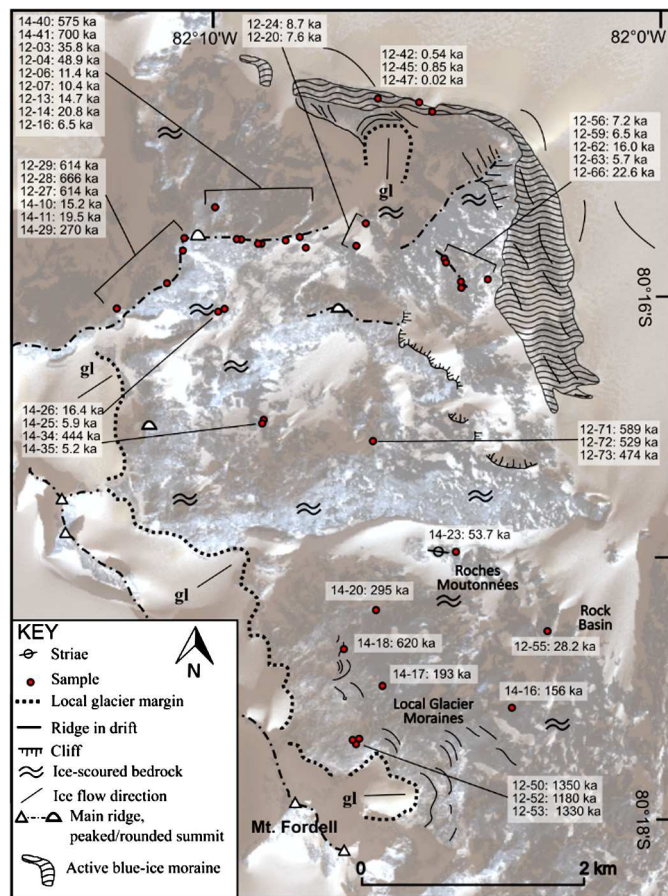 82°10'W
82°0'W
14-40: 575 ka
14-41: 700 ka
12-03: 35.8 ka
12-04: 48.9 ka
12-06: 11.4 ka
12-07: 10.4 ka
12-13: 14.7 ka
12-14: 20.8 ka
12-16: 6.5 ka
12-24: 8.7 ka
12-20: 7.6 ka
12-42: 0.54 ka
12-45: 0.85 ka
12-47: 0.02 ka
12-56: 7.2 ka
12-59: 6.5 ka
12-62: 16.0 ka
12-63: 5.7 ka
12-66: 22.6 ka
12-29: 614 ka
12-28: 666 ka
12-27: 614 ka
14-10: 15.2 ka
14-11: 19.5 ka
14-29: 270 ka
gl
80°16'S
gl
14-26: 16.4 ka
14-25: 5.9 ka
14-34: 444 ka
14-35: 5.2 ka
12-71: 589 ka
12-72: 529 ka
12-73: 474 ka
14-23: 53.7 ka
Roches
Moutonnées
gl
14-20: 295 ka
Rock
Basin
12-55: 28.2 ka
14-18: 620 ka
14-17: 193 ka
14-16: 156 ka
Local Glacier
Moraines
12-50: 1350 ka
12-52: 1180 ka
12-53: 1330 ka
gl
Mt. Fordell
80°18'S
0 2 km
KEY
Striae
N
Sample
Local glacier margin
Ridge in drift
Cliff
Ice-scoured bedrock
Ice flow direction
Main ridge,
peaked/rounded summit
Active blue-ice moraine